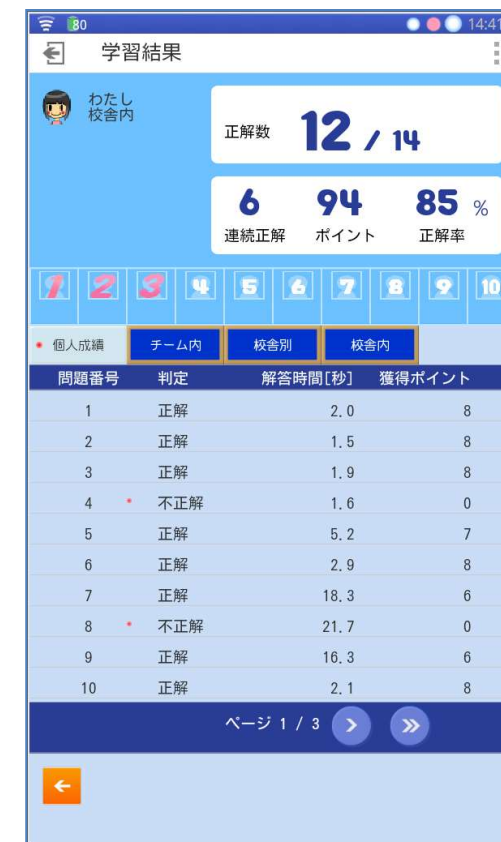 80 14:41
学習結果
わたし
校舎内
正解数 12 / 14
6 94 85 %
連続正解 ポイント 正解率
1 2 3 4 5 6 7 8 9 10
個人成績 チーム内 校舎別 校舎内
問題番号 判定 解答時間[秒] 獲得ポイント
1 正解 2.0 8
2 正解 1.5 8
3 正解 1.9 8
4 * 不正解 1.6 0
5 正解 5.2 7
6 正解 2.9 8
7 正解 18.3 6
8 * 不正解 21.7 0
9 正解 16.3 6
10 正解 2.1 8
ページ 1 / 3